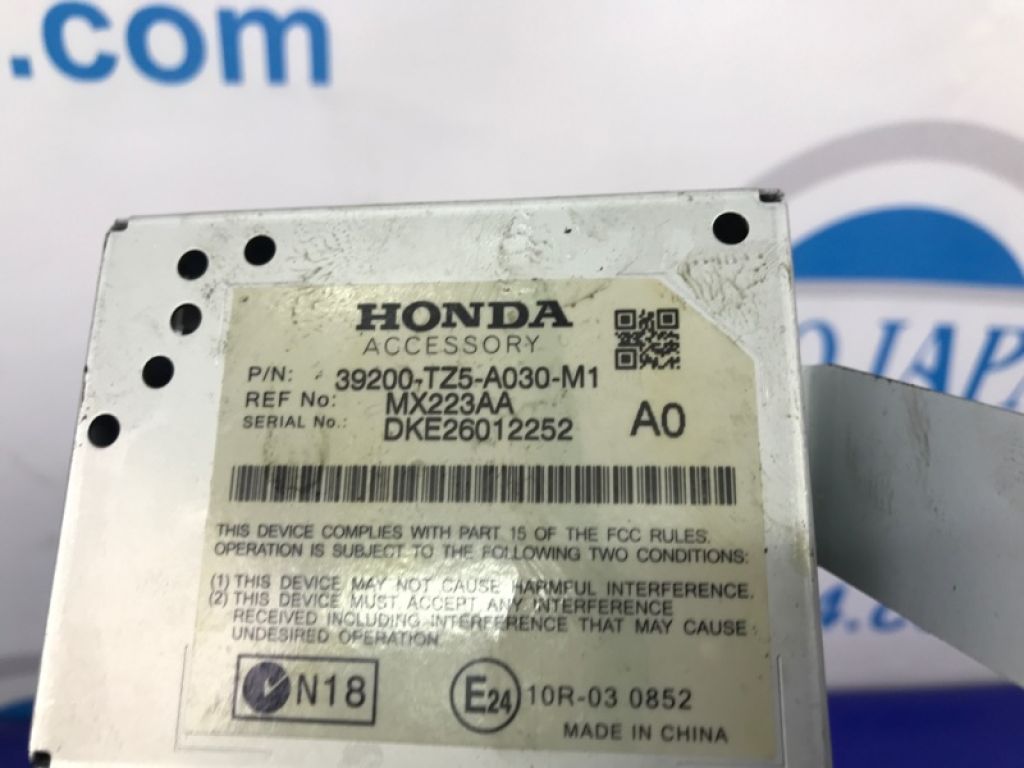 .com
HONDA
ACCESSORY
P/N: 39200-TZ5-A030-M1
REF No: MX223AA
SERIAL No.: DKE26012252
A0
THIS DEVICE COMPLIES WITH PART 15 OF THE FCC RULES.
OPERATION IS SUBJECT TO THE FOLLOWING TWO CONDITIONS:
(1) THIS DEVICE MAY NOT CAUSE HARMFUL INTERFERENCE.
(2) THIS DEVICE MUST ACCEPT ANY INTERFERENCE
RECEIVED INCLUDING INTERFERENCE THAT MAY CAUSE
UNDESIRED OPERATION
N18
E24 10R-03 0852
MADE IN CHINA